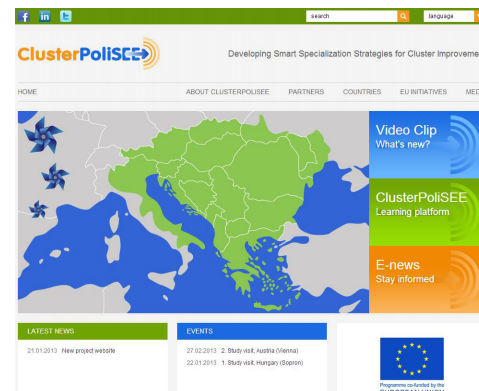 search
language
ClusterPoliSEE
Developing Smart Specialization Strategies for Cluster Improveme
HOME ABOUT CLUSTERPOLISEE PARTNERS COUNTRIES EU INITIATIVES MED
Video Clip
What's new?
ClusterPoliSEE
Learning platform
E-news
Stay informed
LATEST NEWS
EVENTS
21.01.2013 New project website
27.02.2013 2. Study visit, Austria (Vienna)
22.01.2013 1. Study visit, Hungary (Sopron)
Programme co-funded by the
EUROPEAN UNION